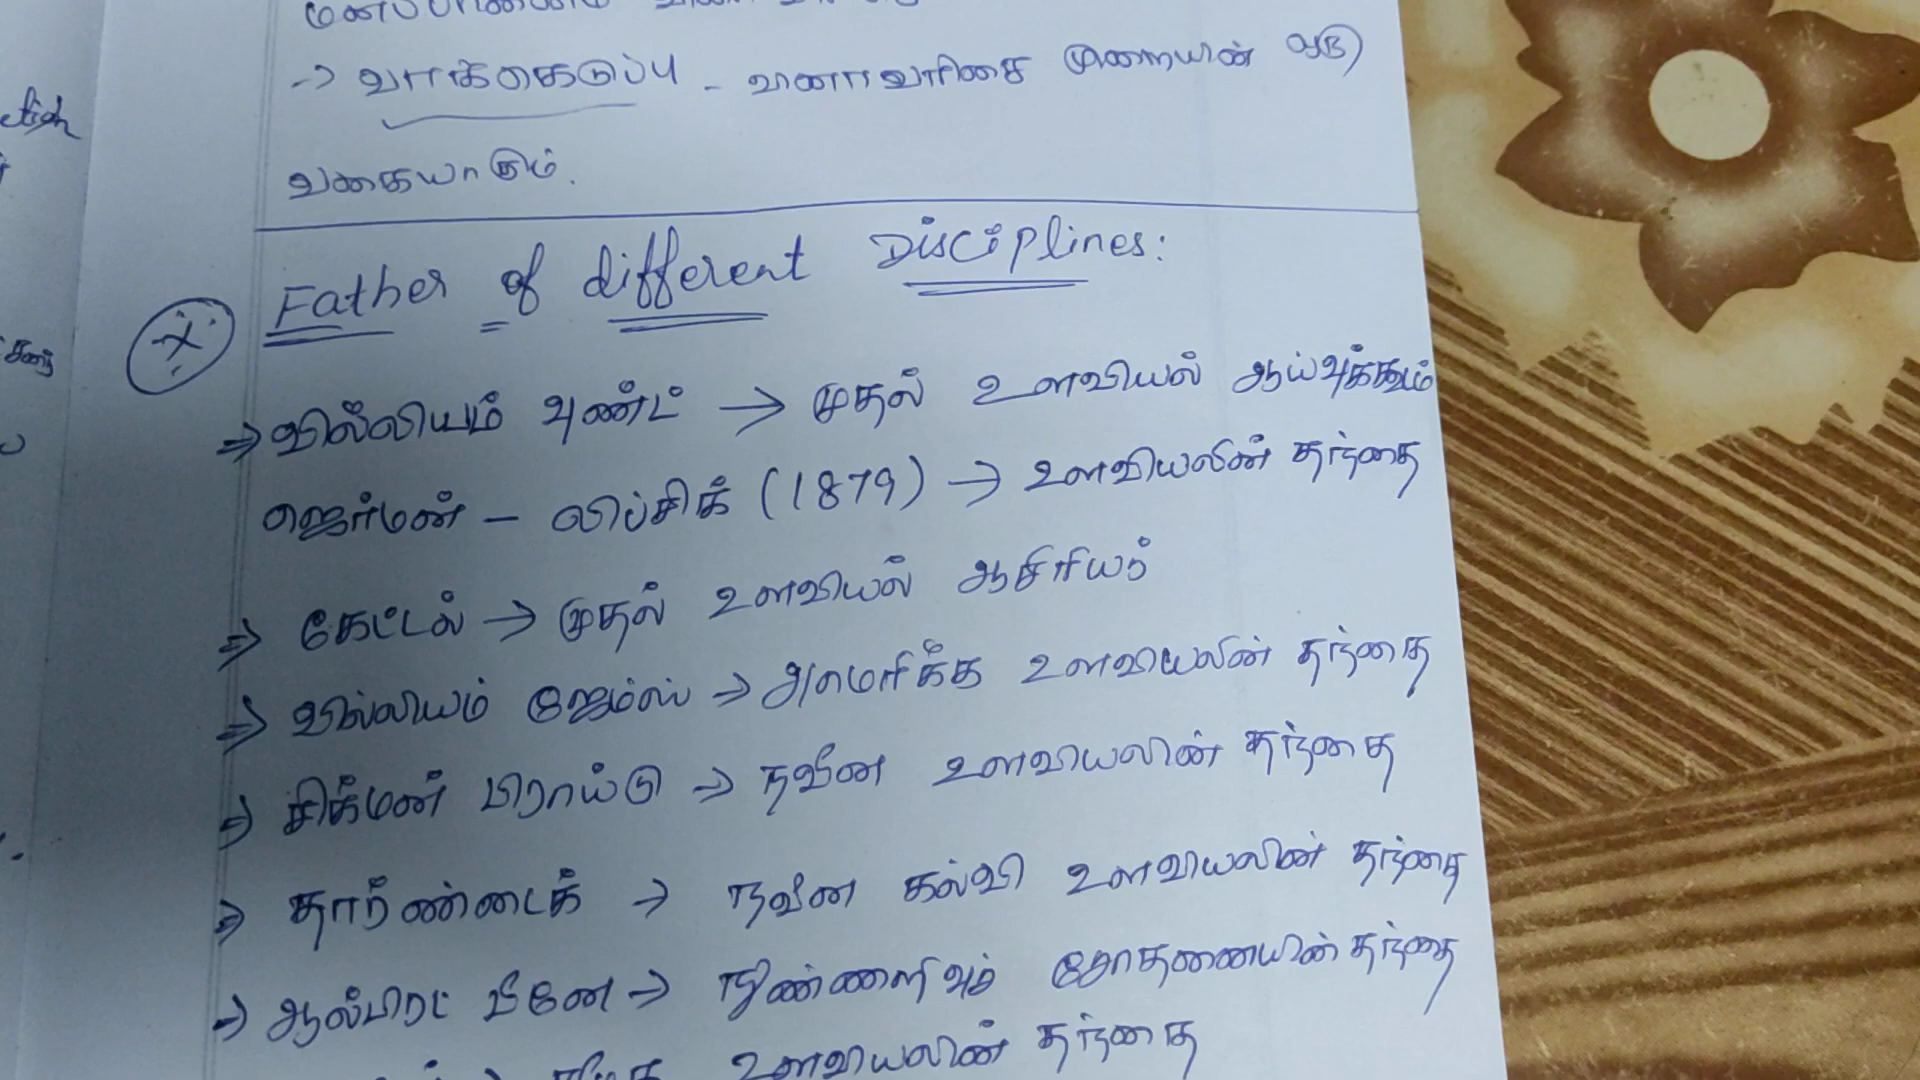 -> வாக்கெடுப்பு - வினாவரிசை முறையின் ஒரு
வகையாகும்.
Father of different Disciplines:
=> வில்லியம் வுண்ட் -> முதல் உளவியல் ஆய்வுக்கூடம்
ஜெர்மன் - லிப்சிக் (1879) -> உளவியலின் தந்தை
=> கேட்டல் -> முதல் உளவியல் ஆசிரியர்
=> வில்லியம் ஜேம்ஸ் -> அமெரிக்க உளவியலின் தந்தை
=> சிக்மன் பிராய்டு -> நவீன உளவியலின் தந்தை
=> தார்ண்டைக் -> நவீன கல்வி உளவியலின் தந்தை
=> ஆல்பிரட் பினே -> நுண்ணறிவுச் சோதனையின் தந்தை
உளவியலின் தந்தை